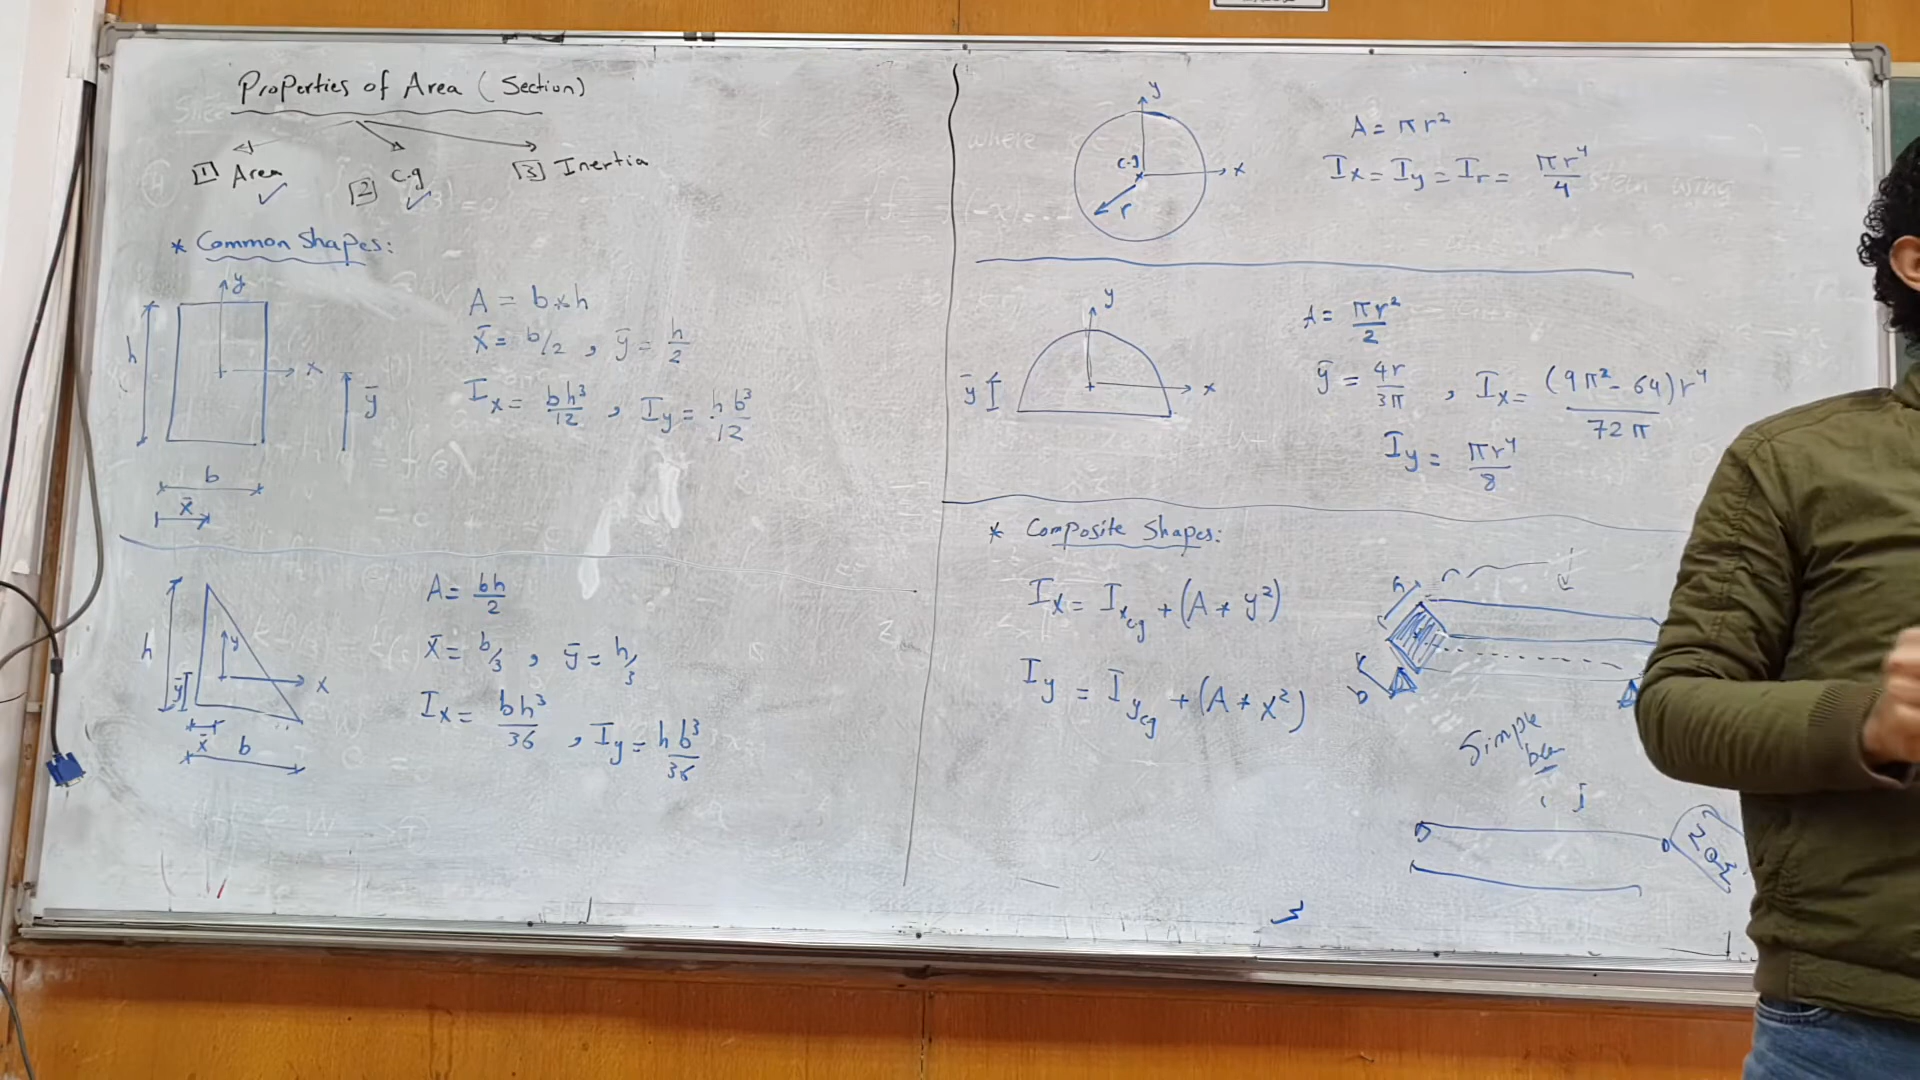 Properties of Area (Section)
1 Area
2 C.g
3 Inertia
* Common Shapes:
y
x
h
ȳ
b
x̄
A = b*h
x̄ = b/2 , ȳ = h/2
Ix = bh³/12 , Iy = hb³/12
h
y
x
ȳ
x̄
b
A = bh/2
x̄ = b/3 , ȳ = h/3
Ix = bh³/36 , Iy = hb³/36
y
C.g
x
r
A = πr²
Ix = Iy = Ir = πr⁴/4
y
x
ȳ
A = πr²/2
ȳ = 4r/3π , Ix = (9π² - 64)r⁴/72π
Iy = πr⁴/8
* Composite Shapes:
Ix = Ixcg + (A * y²)
Iy = Iycg + (A * x²)
h
b
Simple
j